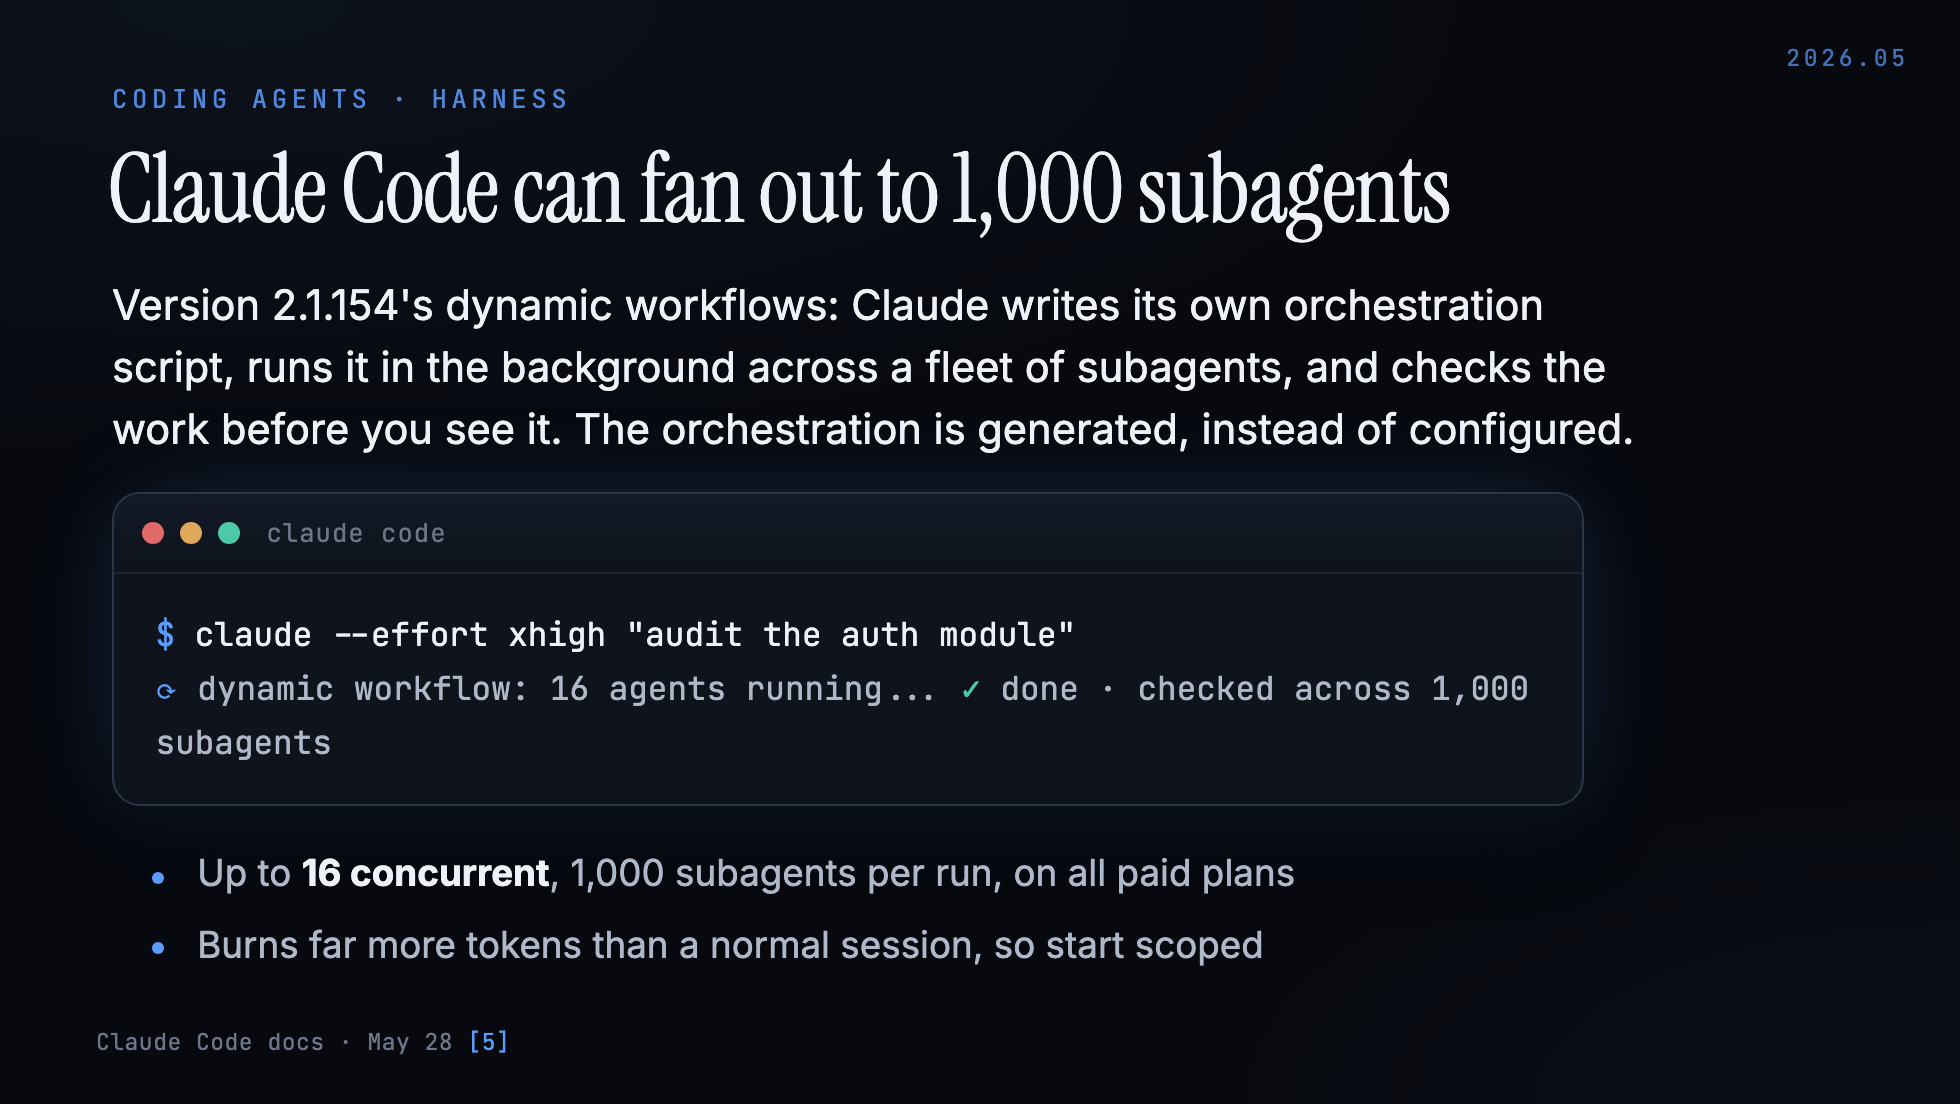 2026.05
CODING AGENTS · HARNESS
Claude Code can fan out to 1,000 subagents
Version 2.1.154's dynamic workflows: Claude writes its own orchestration
script, runs it in the background across a fleet of subagents, and checks the
work before you see it. The orchestration is generated, instead of configured.
claude code
$ claude --effort xhigh "audit the auth module"
⟳ dynamic workflow: 16 agents running... ✓ done · checked across 1,000
subagents
• Up to 16 concurrent, 1,000 subagents per run, on all paid plans
• Burns far more tokens than a normal session, so start scoped
Claude Code docs · May 28 [5]